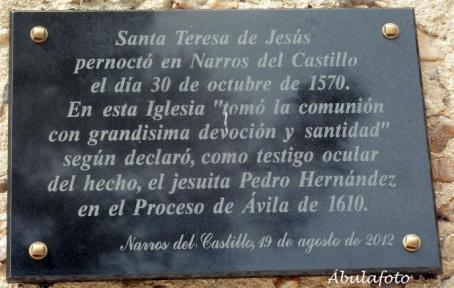 Santa Teresa de Jesús
pernoctó en Narros del Castillo
el día 30 de octubre de 1570.
En esta Iglesia "tomó la comunión
con grandisima devoción y santidad"
según declaró, como testigo ocular
del hecho, el jesuita Pedro Hernández
en el Proceso de Ávila de 1610.
Narros del Castillo, 19 de agosto de 2012
Abulafoto